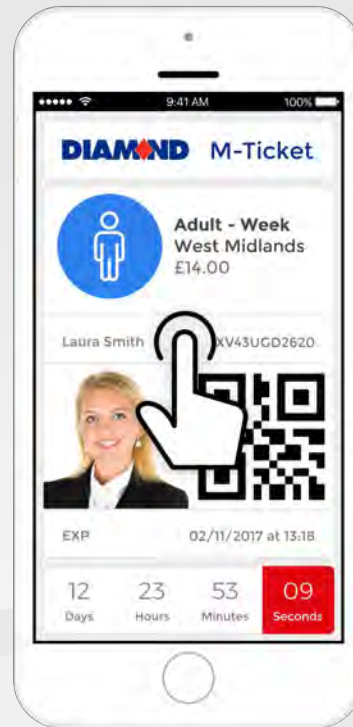 9:41 AM 100%
DIAMOND M-Ticket
Adult - Week
West Midlands
£14.00
Laura Smith XV43UGD2620
EXP 02/11/2017 at 13:18
12 23 53 09
Days Hours Minutes Seconds